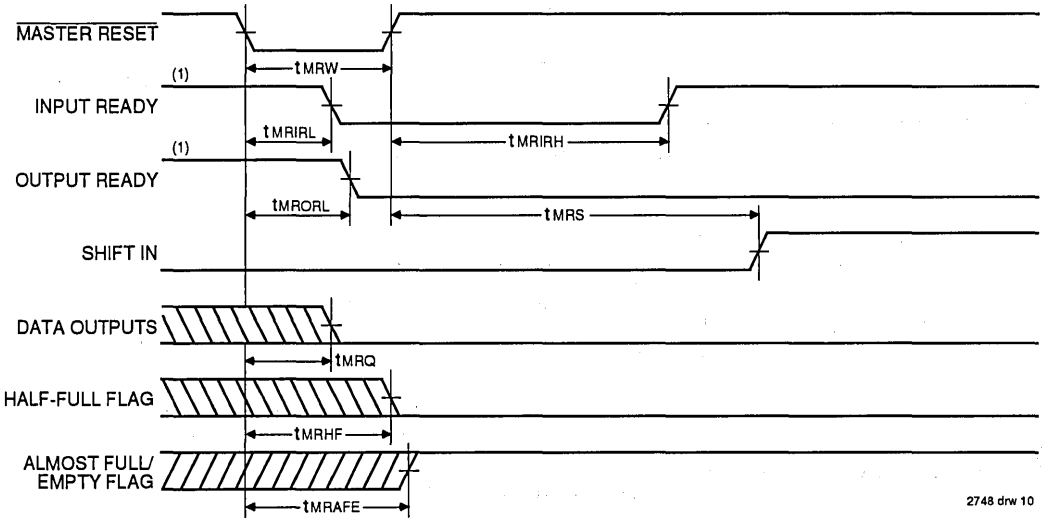 MASTER RESET
tMRW
(1)
INPUT READY
tMRIRL
tMRIRH
(1)
OUTPUT READY
tMRORL
tMRS
SHIFT IN
DATA OUTPUTS
tMRQ
HALF-FULL FLAG
tMRHF
ALMOST FULL/
EMPTY FLAG
tMRAFE
2748 drw 10